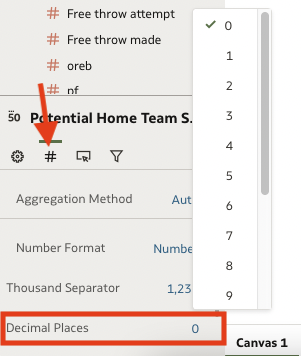 Free throw attempt
Free throw made
oreb
pf
50 Potential Home Team S..
#
Aggregation Method Aut
Number Format Numbe
Thousand Separator 1,23
Decimal Places 0
0
1
2
3
4
5
6
7
8
9
Canvas 1